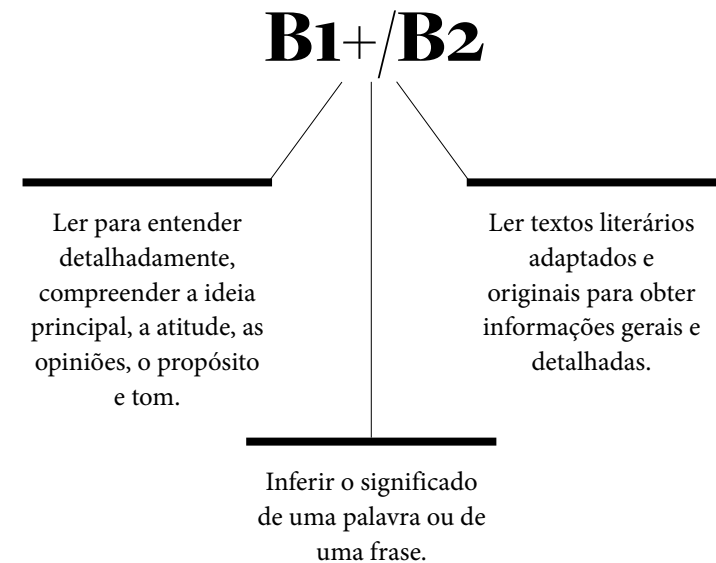 B1+/B2
Ler para entender
detalhadamente,
compreender a ideia
principal, a atitude, as
opiniões, o propósito
e tom.
Ler textos literários
adaptados e
originais para obter
informações gerais e
detalhadas.
Inferir o significado
de uma palavra ou de
uma frase.